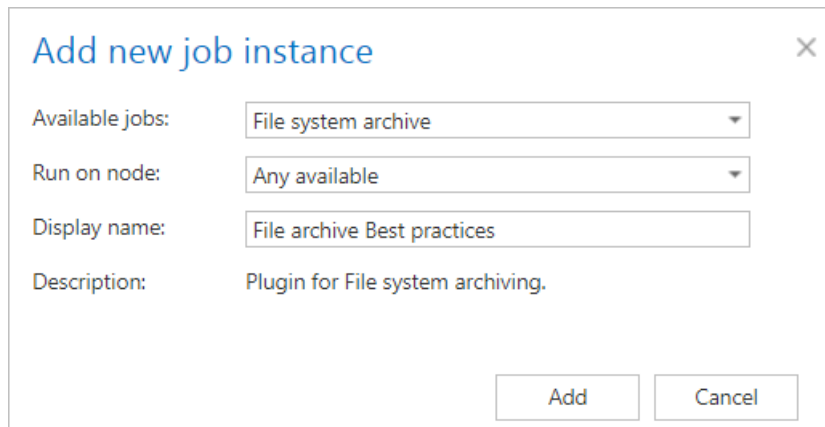 Add new job instance
Available jobs: File system archive
Run on node: Any available
Display name: File archive Best practices
Description: Plugin for File system archiving.
Add Cancel